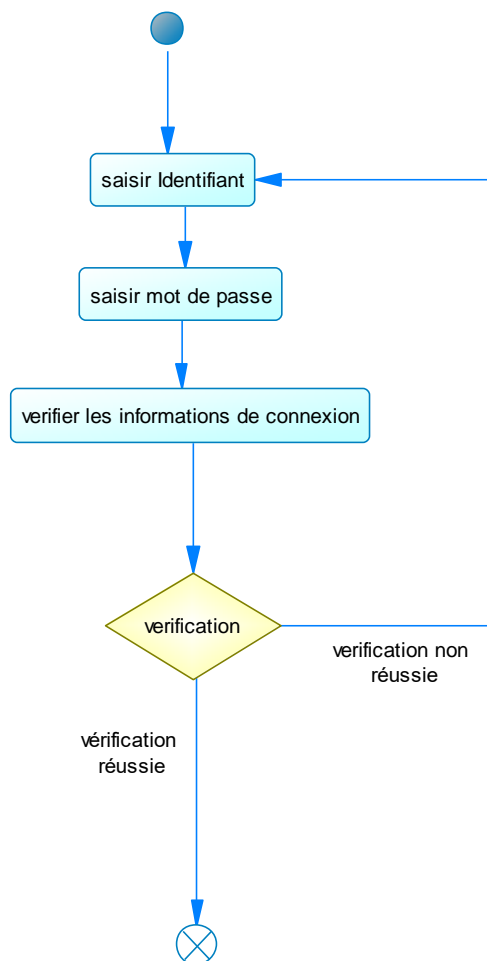 saisir Identifiant
saisir mot de passe
verifier les informations de connexion
verification
verification non
réussie
vérification
réussie